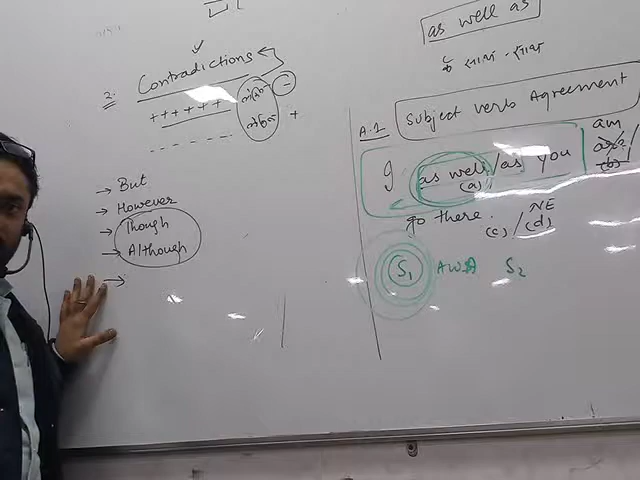 2.
Contradictions
+ + + + + + -
- - - - - - +
→ But
→ However
→ Though
→ Although
→
as well as
Subject verb Agreement
A.1
I as well/as you am
(a) (b)
go there. NE
(c)/(d)
S1 AWA S2